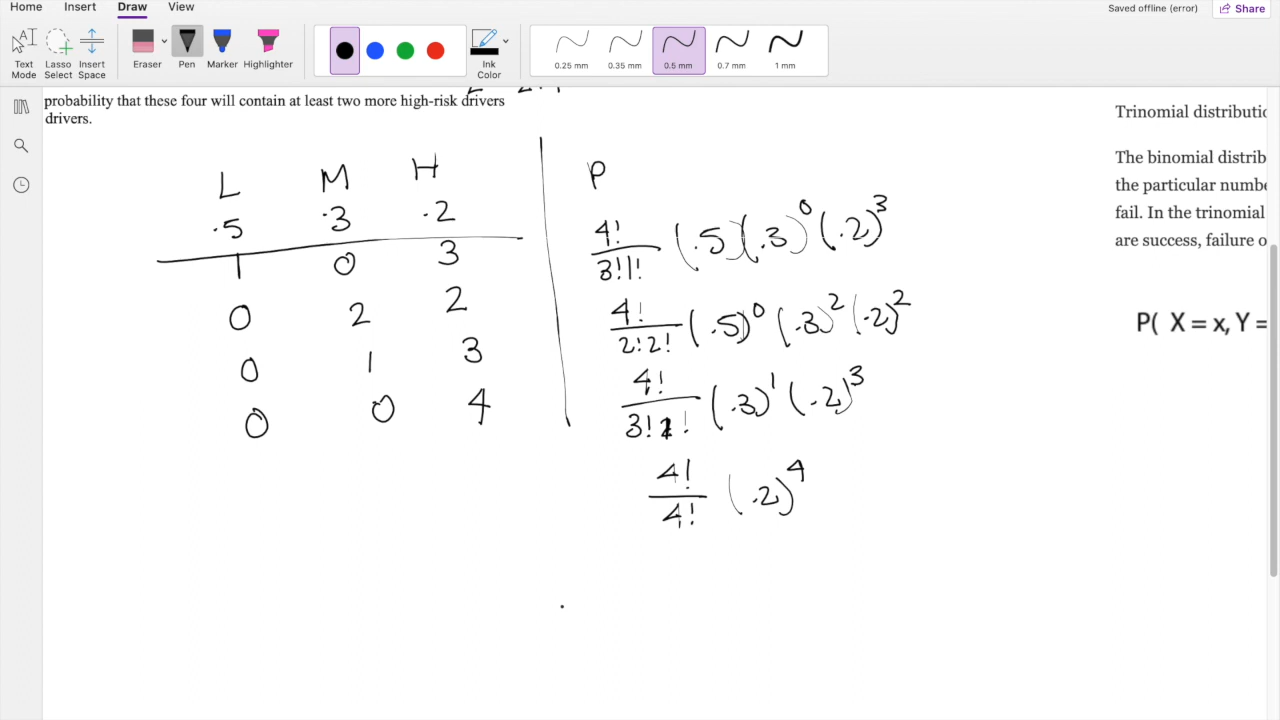 Home Insert Draw View
Saved offline (error) Share
Text Mode Lasso Select Insert Space Eraser Pen Marker Highlighter Ink Color 0.25 mm 0.35 mm 0.5 mm 0.7 mm 1 mm
probability that these four will contain at least two more high-risk drivers
drivers.
Trinomial distributio
The binomial distrib
the particular numbe
fail. In the trinomial
are success, failure o
P( X = x, Y =
L M H
.5 .3 .2
1 0 3
0 2 2
0 1 3
0 0 4
P
4!/3!1! (.5)(.3)^0 (.2)^3
4!/2!2! (.5)^0 (.3)^2 (.2)^2
4!/3!1! (.3)^1 (.2)^3
4!/4! (.2)^4